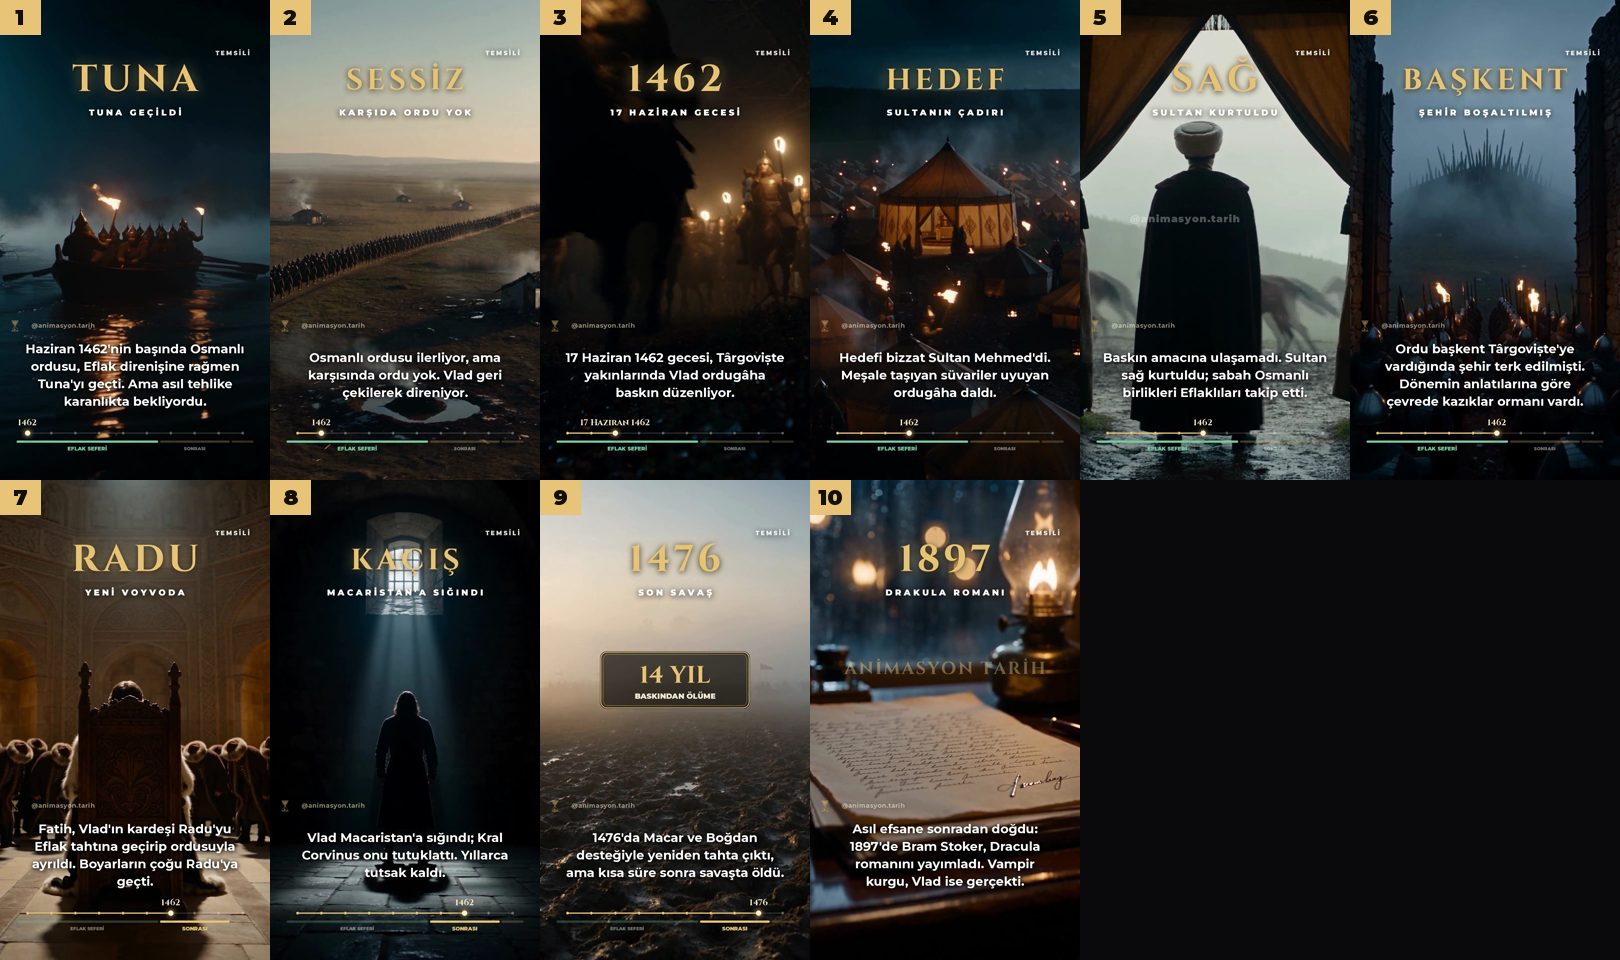 1
TEMSİLİ
TUNA
TUNA GEÇİLDİ
@animasyon.tarih
Haziran 1462'nin başında Osmanlı
ordusu, Eflak direnişine rağmen
Tuna'yı geçti. Ama asıl tehlike
karanlıkta bekliyordu.
1462
EFLAK SEFERİ
SONRASI
2
TEMSİLİ
SESSİZ
KARŞIDA ORDU YOK
@animasyon.tarih
Osmanlı ordusu ilerliyor, ama
karşısında ordu yok. Vlad geri
çekilerek direniyor.
1462
EFLAK SEFERİ
SONRASI
3
TEMSİLİ
1462
17 HAZİRAN GECESİ
@animasyon.tarih
17 Haziran 1462 gecesi, Târgovişte
yakınlarında Vlad ordugâha
baskın düzenliyor.
17 HAZIRAN 1462
EFLAK SEFERİ
SONRASI
4
TEMSİLİ
HEDEF
SULTANIN ÇADIRI
@animasyon.tarih
Hedefi bizzat Sultan Mehmed'di.
Meşale taşıyan süvariler uyuyan
ordugâha daldı.
1462
EFLAK SEFERİ
SONRASI
5
TEMSİLİ
SAĞ
SULTAN KURTULDU
@animasyon.tarih
@animasyon.tarih
Baskın amacına ulaşamadı. Sultan
sağ kurtuldu; sabah Osmanlı
birlikleri Eflaklıları takip etti.
1462
EFLAK SEFERİ
6
TEMSİLİ
BAŞKENT
ŞEHİR BOŞALTILMIŞ
@animasyon.tarih
Ordu başkent Târgovişte'ye
vardığında şehir terk edilmişti.
Dönemin anlatılarına göre
çevrede kazıklar ormanı vardı.
1462
EFLAK SEFERİ
SONRASI
7
TEMSİLİ
RADU
YENİ VOYVODA
@animasyon.tarih
Fatih, Vlad'ın kardeşi Radu'yu
Eflak tahtına geçirip ordusuyla
ayrıldı. Boyarların çoğu Radu'ya
geçti.
1462
EFLAK SEFERİ
SONRASI
8
TEMSİLİ
KAÇIŞ
MACARİSTAN'A SIĞINDI
@animasyon.tarih
Vlad Macaristan'a sığındı; Kral
Corvinus onu tutuklattı. Yıllarca
tutsak kaldı.
1462
EFLAK SEFERİ
SONRASI
9
TEMSİLİ
1476
SON SAVAŞ
14 YIL
BASKINDAN ÖLÜME
@animasyon.tarih
1476'da Macar ve Boğdan
desteğiyle yeniden tahta çıktı,
ama kısa süre sonra savaşta öldü.
1476
EFLAK SEFERİ
SONRASI
10
TEMSİLİ
1897
DRAKULA ROMANI
ANİMASYON TARİH
@animasyon.tarih
Asıl efsane sonradan doğdu:
1897'de Bram Stoker, Dracula
romanını yayımladı. Vampir
kurgu, Vlad ise gerçekti.